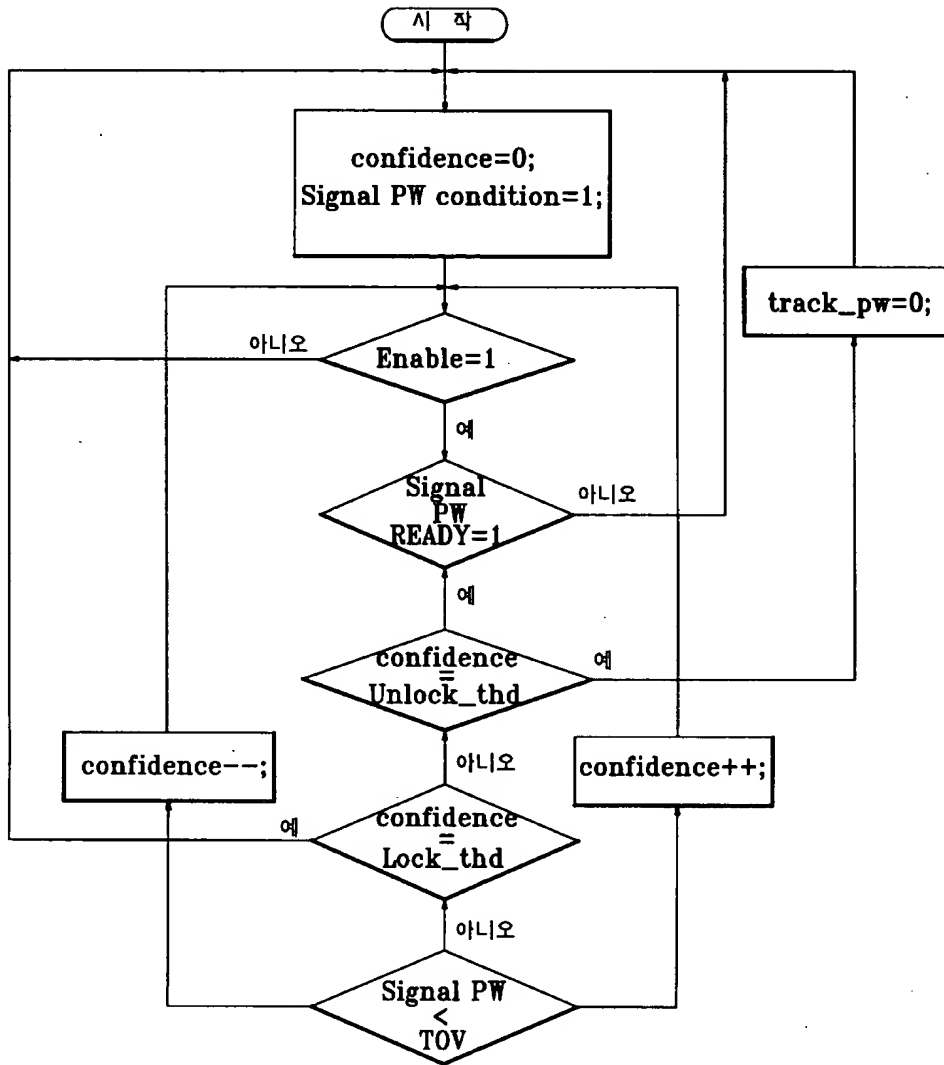 시 작
confidence=0;
Signal PW condition=1;
track_pw=0;
아니오
Enable=1
예
Signal
PW
READY=1
아니오
예
confidence
=
Unlock_thd
예
confidence--;
아니오
confidence++;
예
confidence
=
Lock_thd
아니오
Signal PW
<
TOV